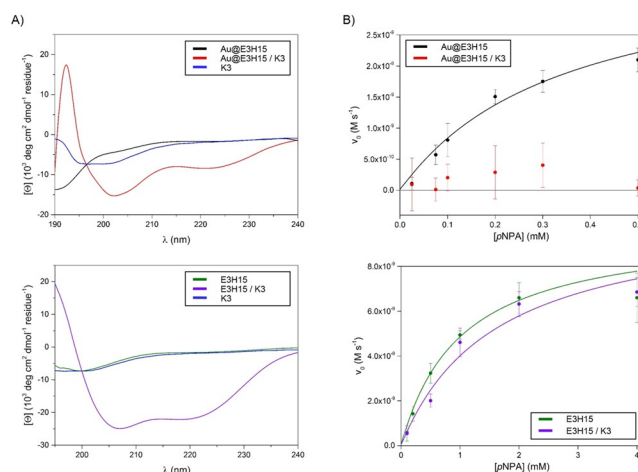 A)
Au@E3H15
Au@E3H15 / K3
K3
[Θ] (10³ deg cm² dmol⁻¹ residue⁻¹)
20
10
0
-10
-20
190 200 210 220 230 240
λ (nm)
B)
Au@E3H15
Au@E3H15 / K3
v₀ (M s⁻¹)
2.5x10⁻⁹
2.0x10⁻⁹
1.5x10⁻⁹
1.0x10⁻⁹
5.0x10⁻¹⁰
0.0
0.0 0.1 0.2 0.3 0.4 0.5
[pNPA] (mM)
E3H15
E3H15 / K3
K3
[Θ] (10³ deg cm² dmol⁻¹ residue⁻¹)
20
10
0
-10
-20
-30
200 210 220 230 240
λ (nm)
v₀ (M s⁻¹)
8.0x10⁻⁹
6.0x10⁻⁹
4.0x10⁻⁹
2.0x10⁻⁹
0.0
E3H15
E3H15 / K3
0 1 2 3 4
[pNPA] (mM)